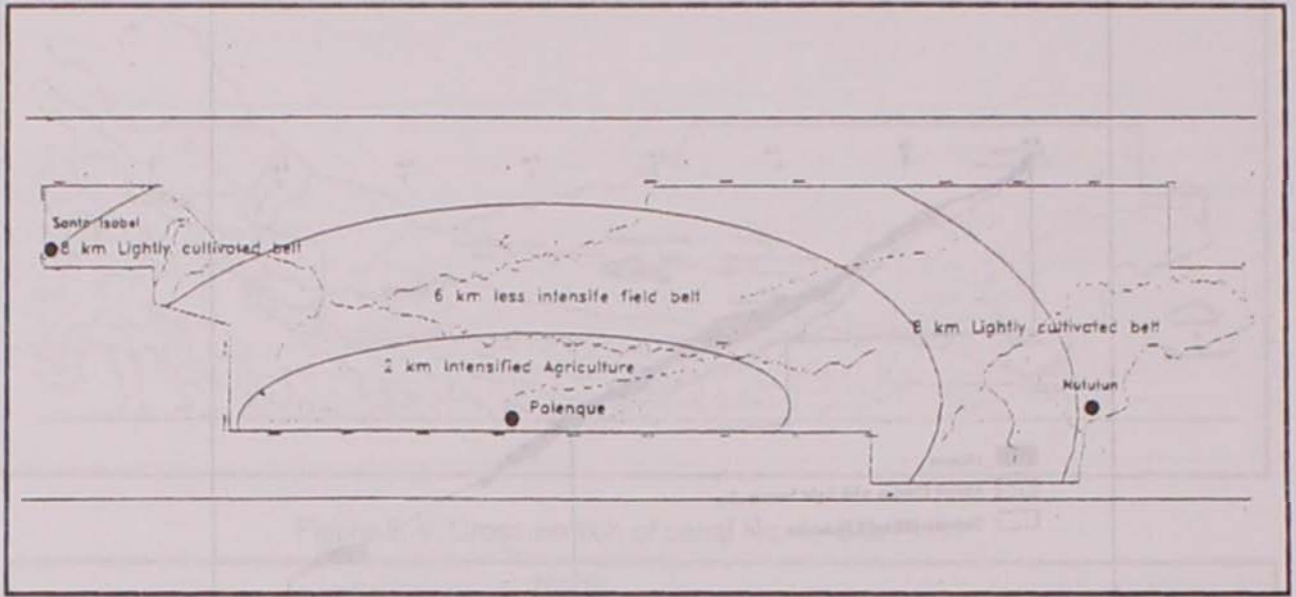 Santa Isabel
8 km Lightly cultivated belt
6 km less intensife field belt
8 km Lightly cultivated belt
2 km Intensified Agriculture
Nututun
Palenque